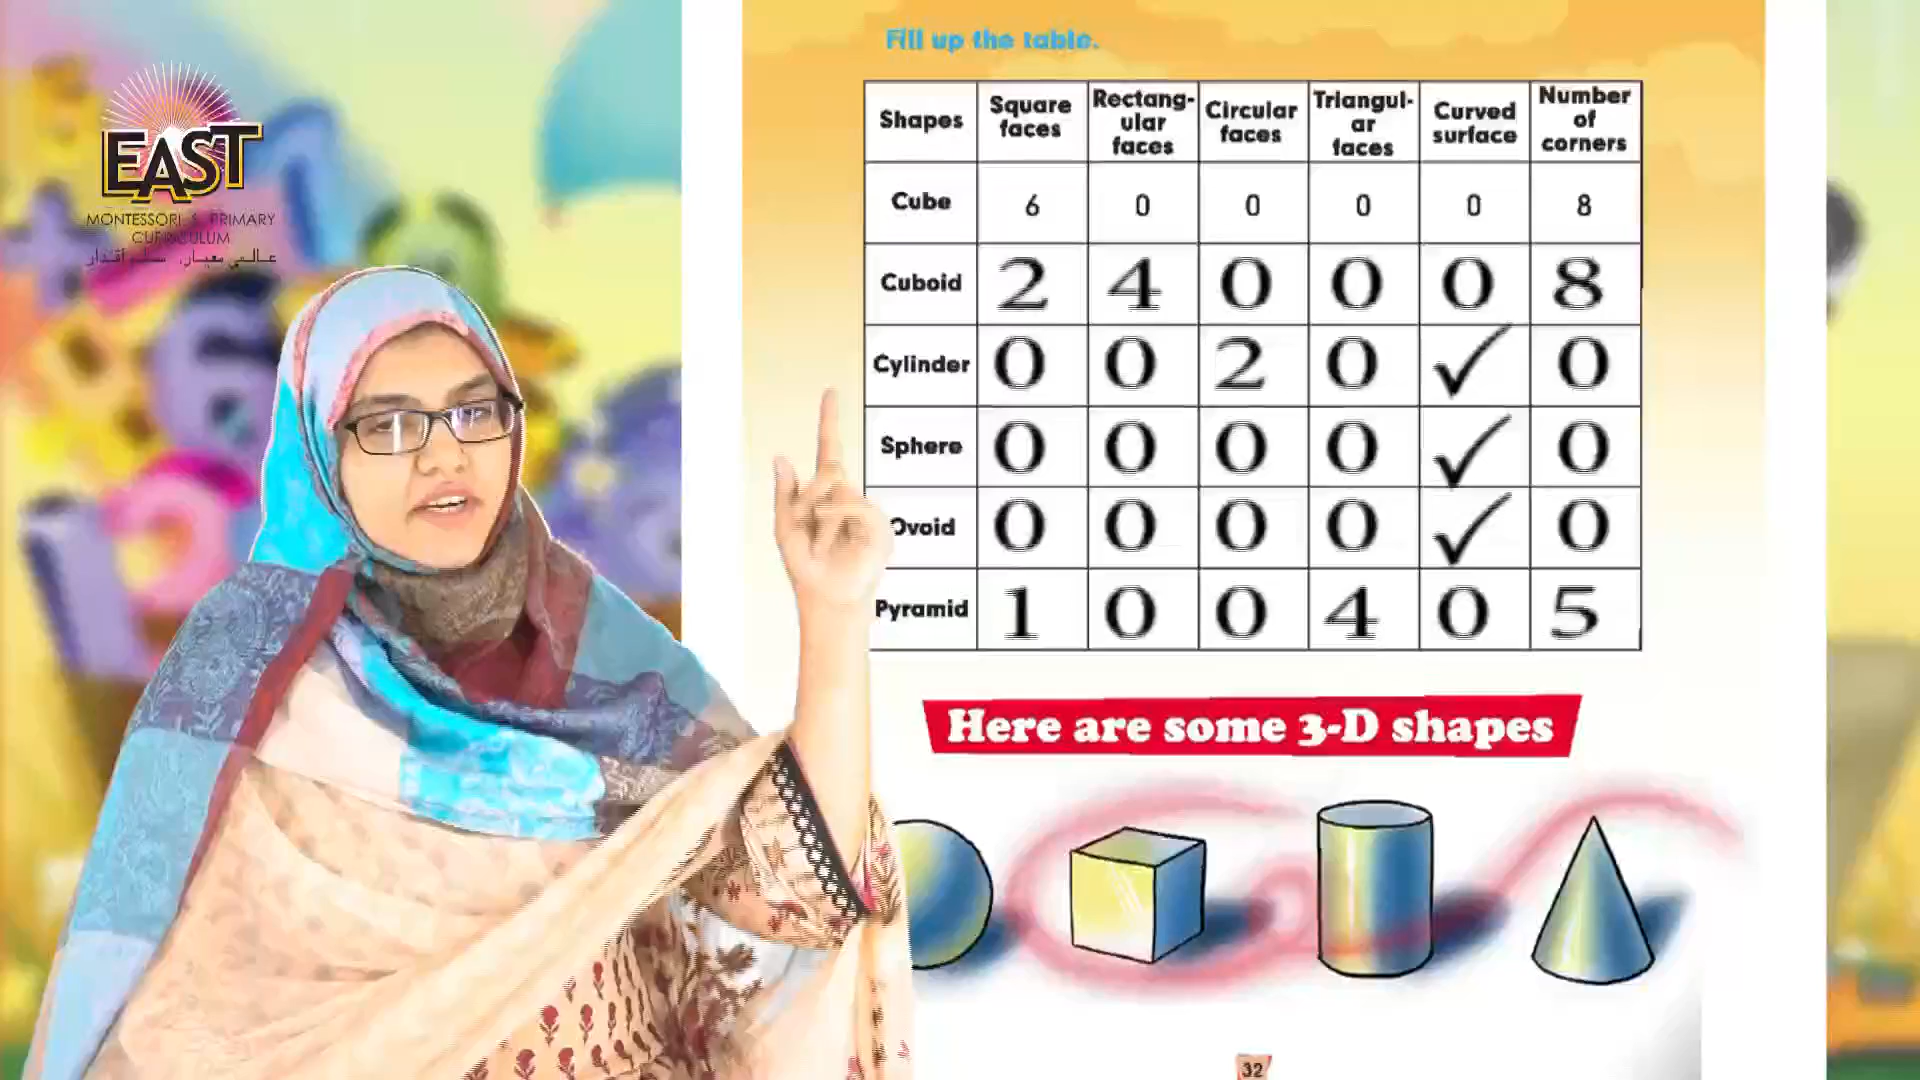 EAST
MONTESSORI & PRIMARY
CURRICULUM
Fill up the table.
Shapes Square faces Rectang-ular faces Circular faces Triangul-ar faces Curved surface Number of corners
Cube 6 0 0 0 0 8
Cuboid 2 4 0 0 0 8
Cylinder 0 0 2 0 ✓ 0
Sphere 0 0 0 0 ✓ 0
Ovoid 0 0 0 0 ✓ 0
Pyramid 1 0 0 4 0 5
Here are some 3-D shapes
32